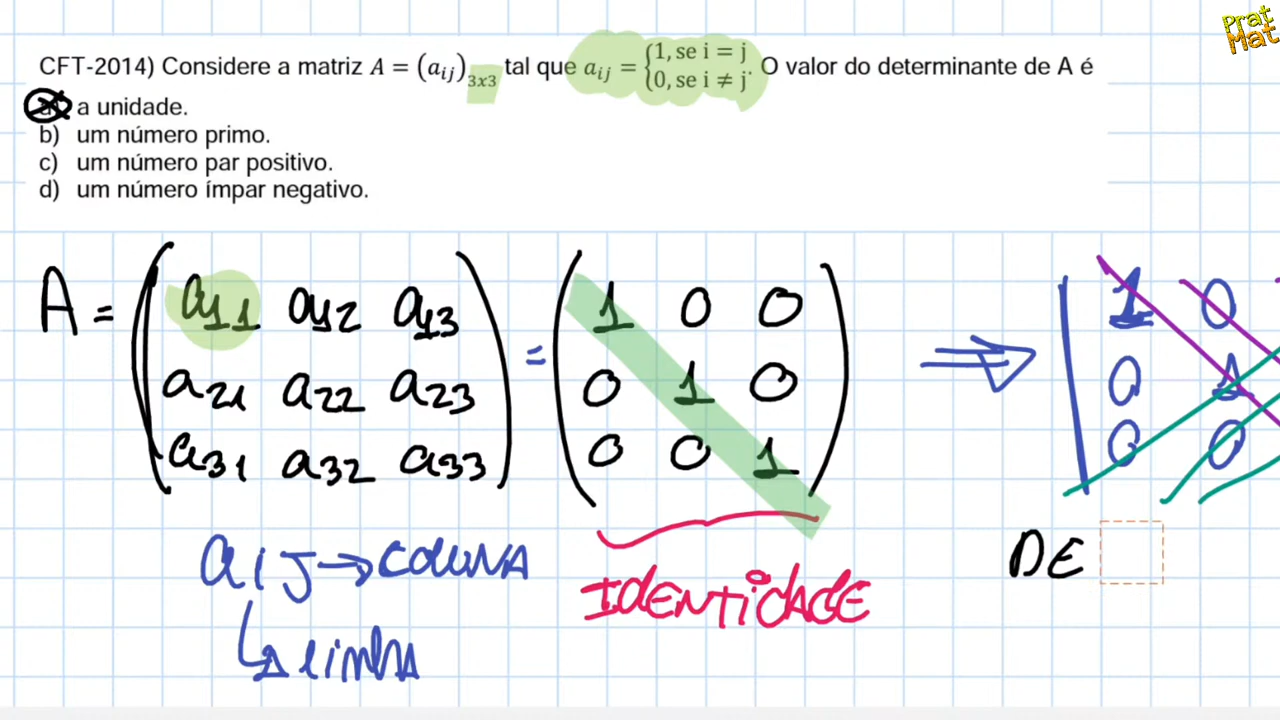 Prat
Mat
CFT-2014) Considere a matriz A = (aᵢⱼ)₃ₓ₃ tal que aᵢⱼ = {1, se i = j
{0, se i ≠ j. O valor do determinante de A é
a) a unidade.
b) um número primo.
c) um número par positivo.
d) um número ímpar negativo.
A = (a11 a12 a13) = (1 0 0) ⇒ |1 0
a21 a22 a23 0 1 0 0 1
a31 a32 a33 0 0 1 0 0
aij → COLUNA
linha
IDENTIDADE
DE